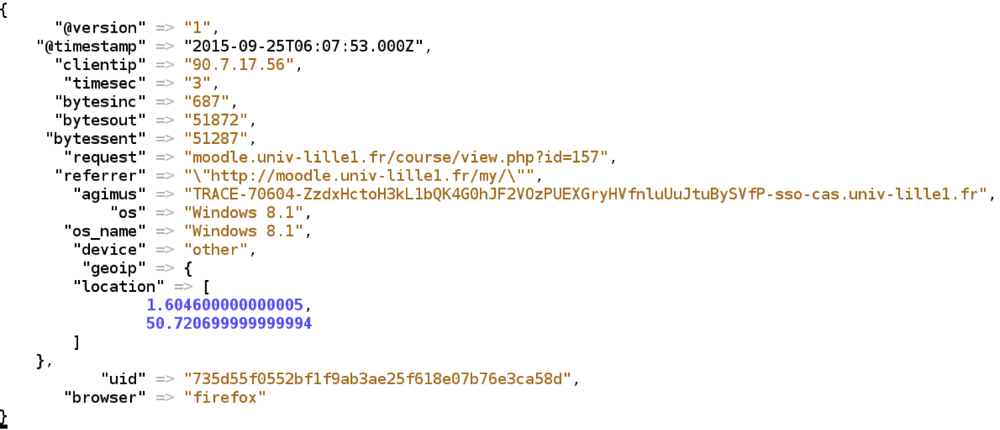 {
"@version" => "1",
"@timestamp" => "2015-09-25T06:07:53.000Z",
"clientip" => "90.7.17.56",
"timesec" => "3",
"bytesinc" => "687",
"bytesout" => "51872",
"bytessent" => "51287",
"request" => "moodle.univ-lille1.fr/course/view.php?id=157",
"referrer" => "\"http://moodle.univ-lille1.fr/my/\"",
"agimus" => "TRACE-70604-ZzdxHctoH3kL1bQK4G0hJF2VOzPUEXGryHVfnluUuJtuBySVfP-sso-cas.univ-lille1.fr",
"os" => "Windows 8.1",
"os_name" => "Windows 8.1",
"device" => "other",
"geoip" => {
"location" => [
1.604600000000005,
50.720699999999994
]
},
"uid" => "735d55f0552bf1f9ab3ae25f618e07b76e3ca58d",
"browser" => "firefox"
}